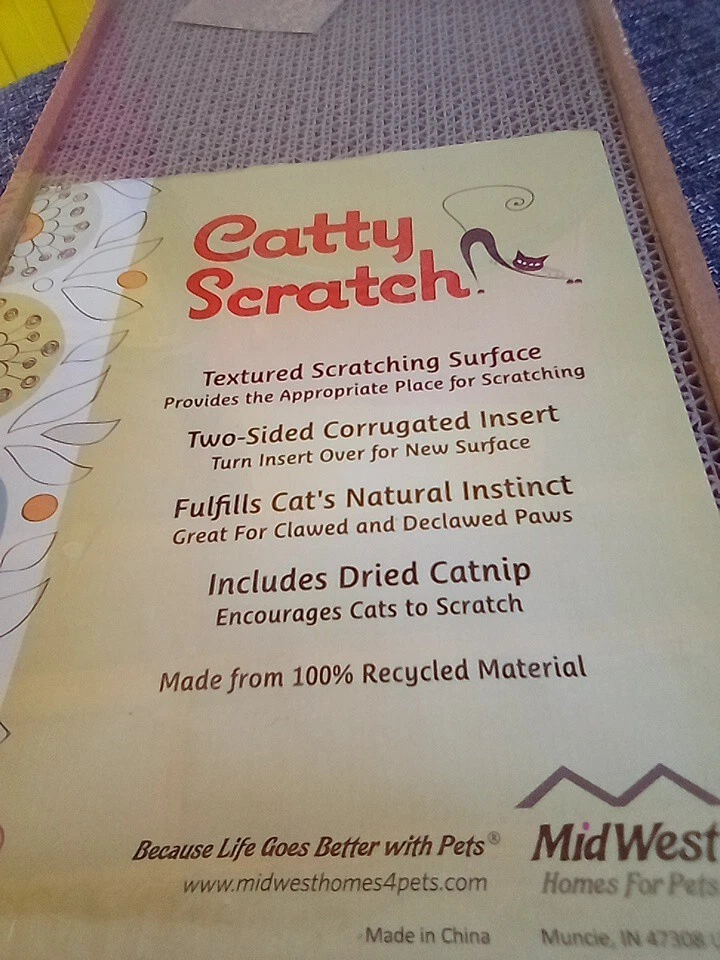 Catty
Scratch
Textured Scratching Surface
Provides the Appropriate Place for Scratching
Two-Sided Corrugated Insert
Turn Insert Over for New Surface
Fulfills Cat's Natural Instinct
Great For Clawed and Declawed Paws
Includes Dried Catnip
Encourages Cats to Scratch
Made from 100% Recycled Material
Because Life Goes Better with Pets®
www.midwesthomes4pets.com
MidWest
Homes For Pets
Made in China
Muncie, IN 47308